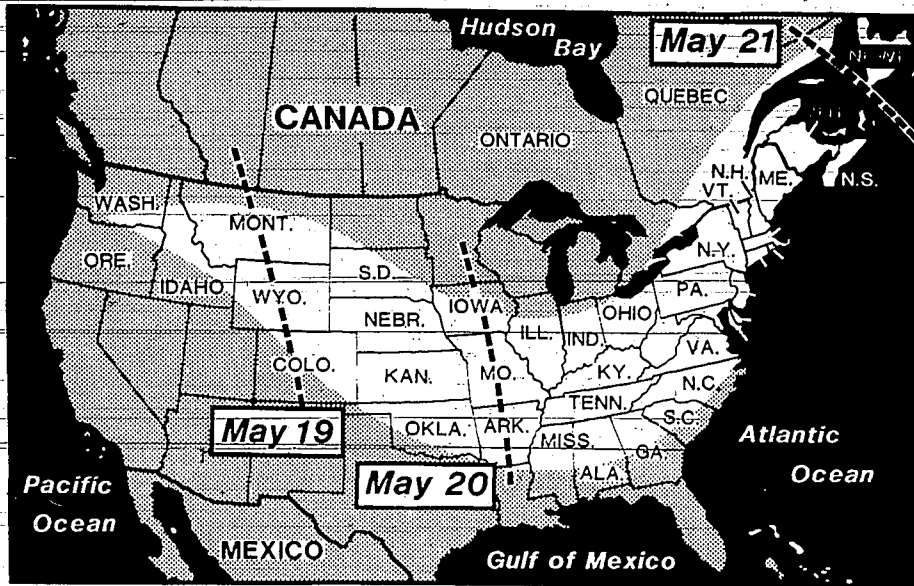 Hudson
Bay
May 21
QUEBEC
CANADA
ONTARIO
N.H.
VT.
ME.
N.S.
WASH.
MONT.
N.Y.
ORE.
S.D.
IDAHO
WYO.
IOWA
PA.
OHIO
NEBR.
ILL.
IND.
VA.
COLO.
KAN.
MO.
KY.
N.C.
TENN.
May 19
OKLA.
ARK.
S.C.
MISS.
Atlantic
Ocean
GA
May 20
ALA.
Pacific
Ocean
MEXICO
Gulf of Mexico